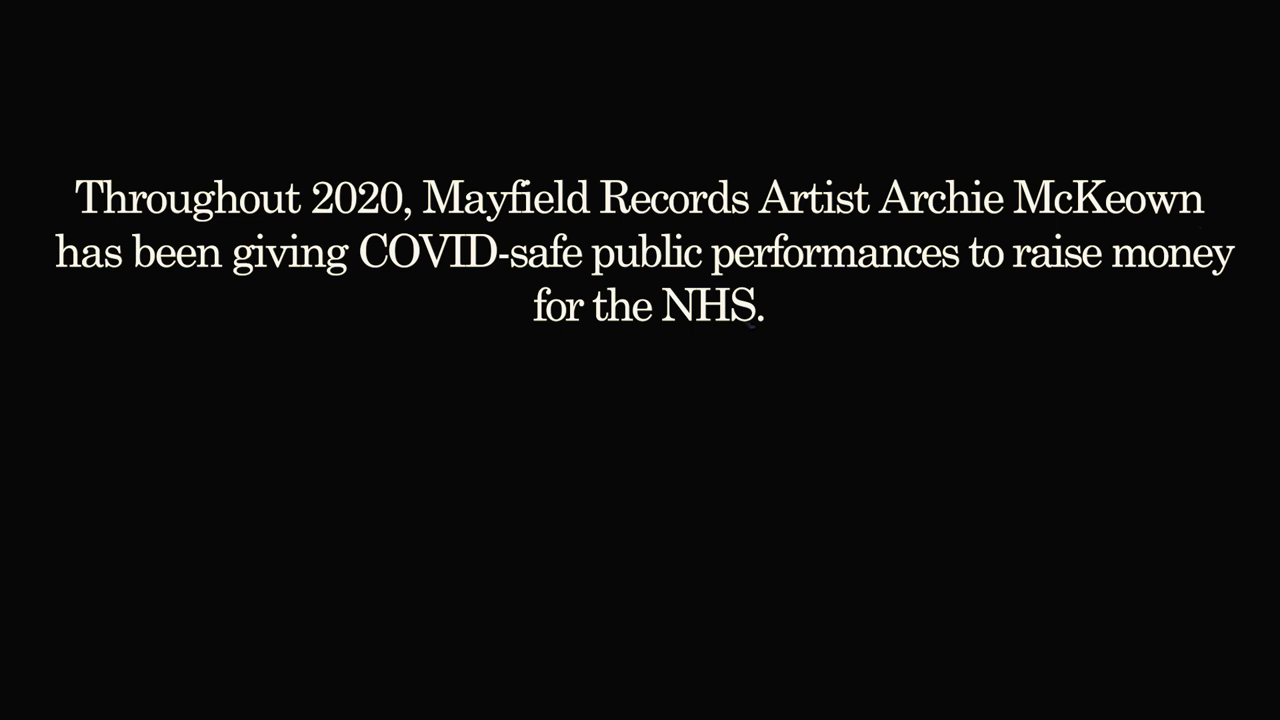 Throughout 2020, Mayfield Records Artist Archie McKeown
has been giving COVID-safe public performances to raise money
for the NHS.